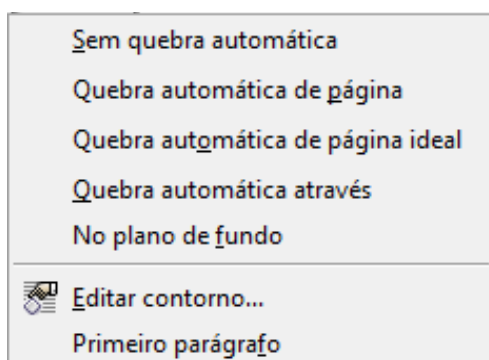 Sem quebra automática
Quebra automática de página
Quebra automática de página ideal
Quebra automática através
No plano de fundo
Editar contorno...
Primeiro parágrafo